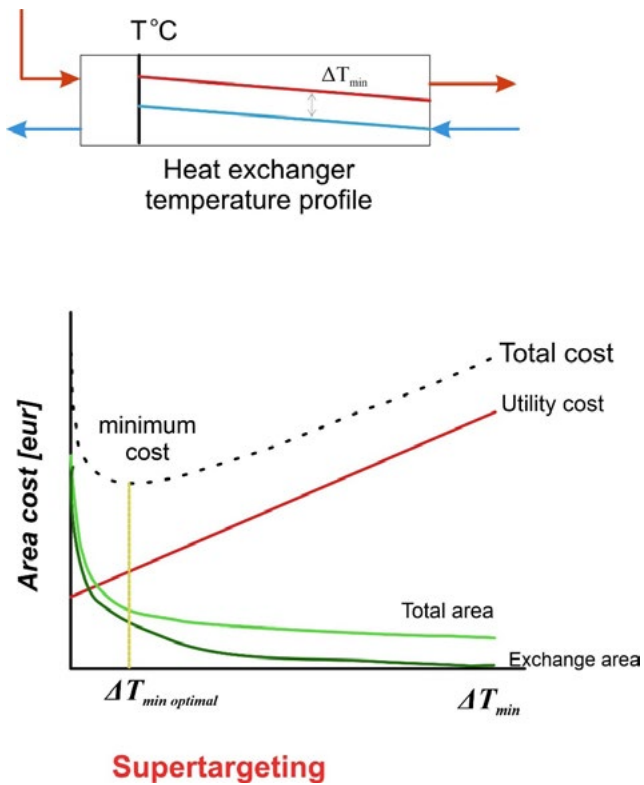 T°C
ΔTmin
Heat exchanger
temperature profile
Total cost
Utility cost
minimum
cost
Area cost [eur]
Total area
Exchange area
ΔTmin optimal
ΔTmin
Supertargeting